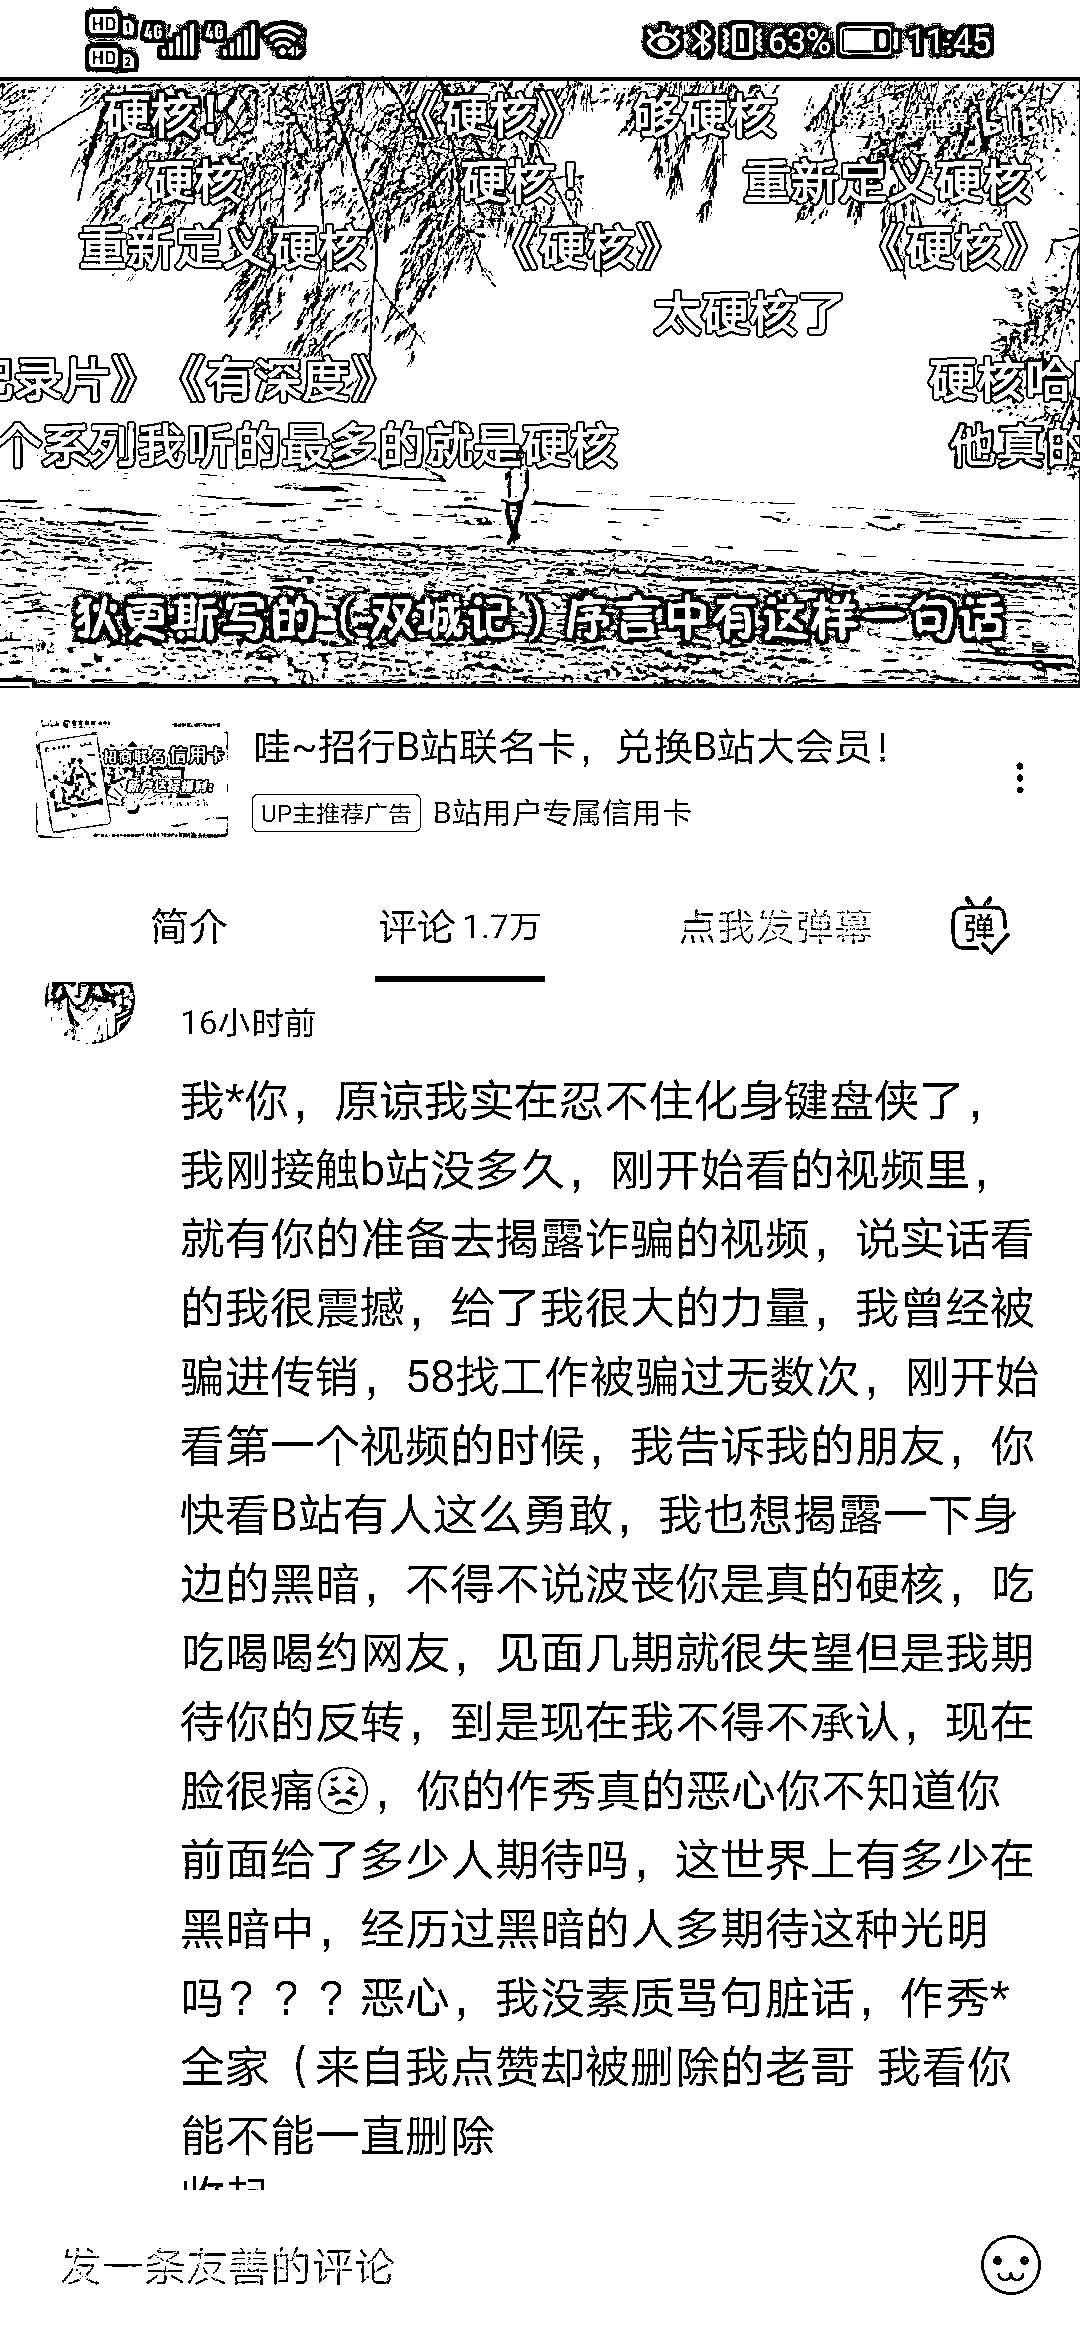 HD 1 4G 4G 63% 11:45
HD 2
硬核! 《硬核》 够硬核
硬核 硬核! 重新定义硬核
重新定义硬核 《硬核》 《硬核》
太硬核了
录片》 《有深度》 硬核哈
个系列我听的最多的就是硬核 他真的
狄更斯写的(双城记)序言中有这样一句话
招商联名信用卡
哇~招行B站联名卡，兑换B站大会员!
UP主推荐广告 B站用户专属信用卡
简介 评论 1.7万 点我发弹幕 弹
16小时前
我*你，原谅我实在忍不住化身键盘侠了，
我刚接触b站没多久，刚开始看的视频里，
就有你的准备去揭露诈骗的视频，说实话看
的我很震撼，给了我很大的力量，我曾经被
骗进传销，58找工作被骗过无数次，刚开始
看第一个视频的时候，我告诉我的朋友，你
快看B站有人这么勇敢，我也想揭露一下身
边的黑暗，不得不说波丧你是真的硬核，吃
吃喝喝约网友，见面几期就很失望但是我期
待你的反转，到是现在我不得不承认，现在
脸很痛😣，你的作秀真的恶心你不知道你
前面给了多少人期待吗，这世界上有多少在
黑暗中，经历过黑暗的人多期待这种光明
吗？？？恶心，我没素质骂句脏话，作秀*
全家（来自我点赞却被删除的老哥 我看你
能不能一直删除
收起
发一条友善的评论